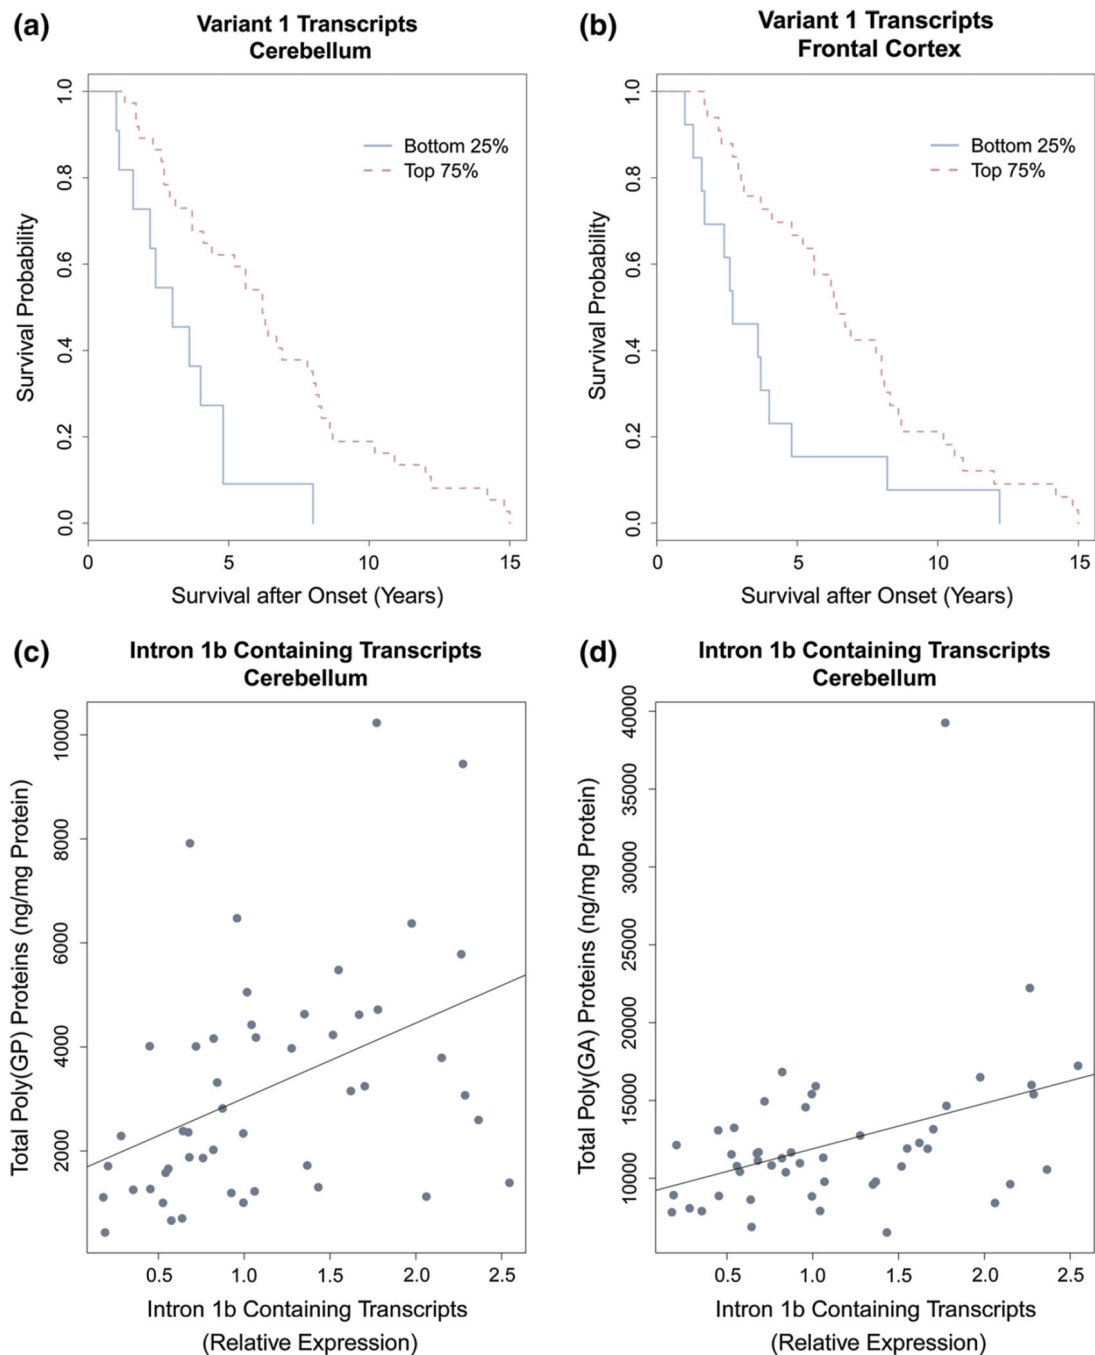 (a)
Variant 1 Transcripts
Cerebellum
Survival Probability
1.0
0.8
0.6
0.4
0.2
0.0
Bottom 25%
Top 75%
0 5 10 15
Survival after Onset (Years)
(b)
Variant 1 Transcripts
Frontal Cortex
Survival Probability
1.0
0.8
0.6
0.4
0.2
0.0
Bottom 25%
Top 75%
0 5 10 15
Survival after Onset (Years)
(c)
Intron 1b Containing Transcripts
Cerebellum
Total Poly(GP) Proteins (ng/mg Protein)
10000
8000
6000
4000
2000
0.5 1.0 1.5 2.0 2.5
Intron 1b Containing Transcripts
(Relative Expression)
(d)
Intron 1b Containing Transcripts
Cerebellum
Total Poly(GA) Proteins (ng/mg Protein)
40000
35000
30000
25000
20000
15000
10000
0.5 1.0 1.5 2.0 2.5
Intron 1b Containing Transcripts
(Relative Expression)